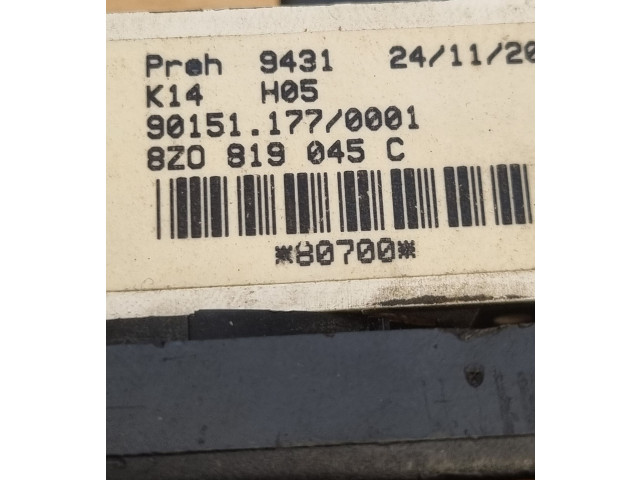 Preh 9431 24/11/20
K14 H05
90151.177/0001
8Z0 819 045 C
*80700*